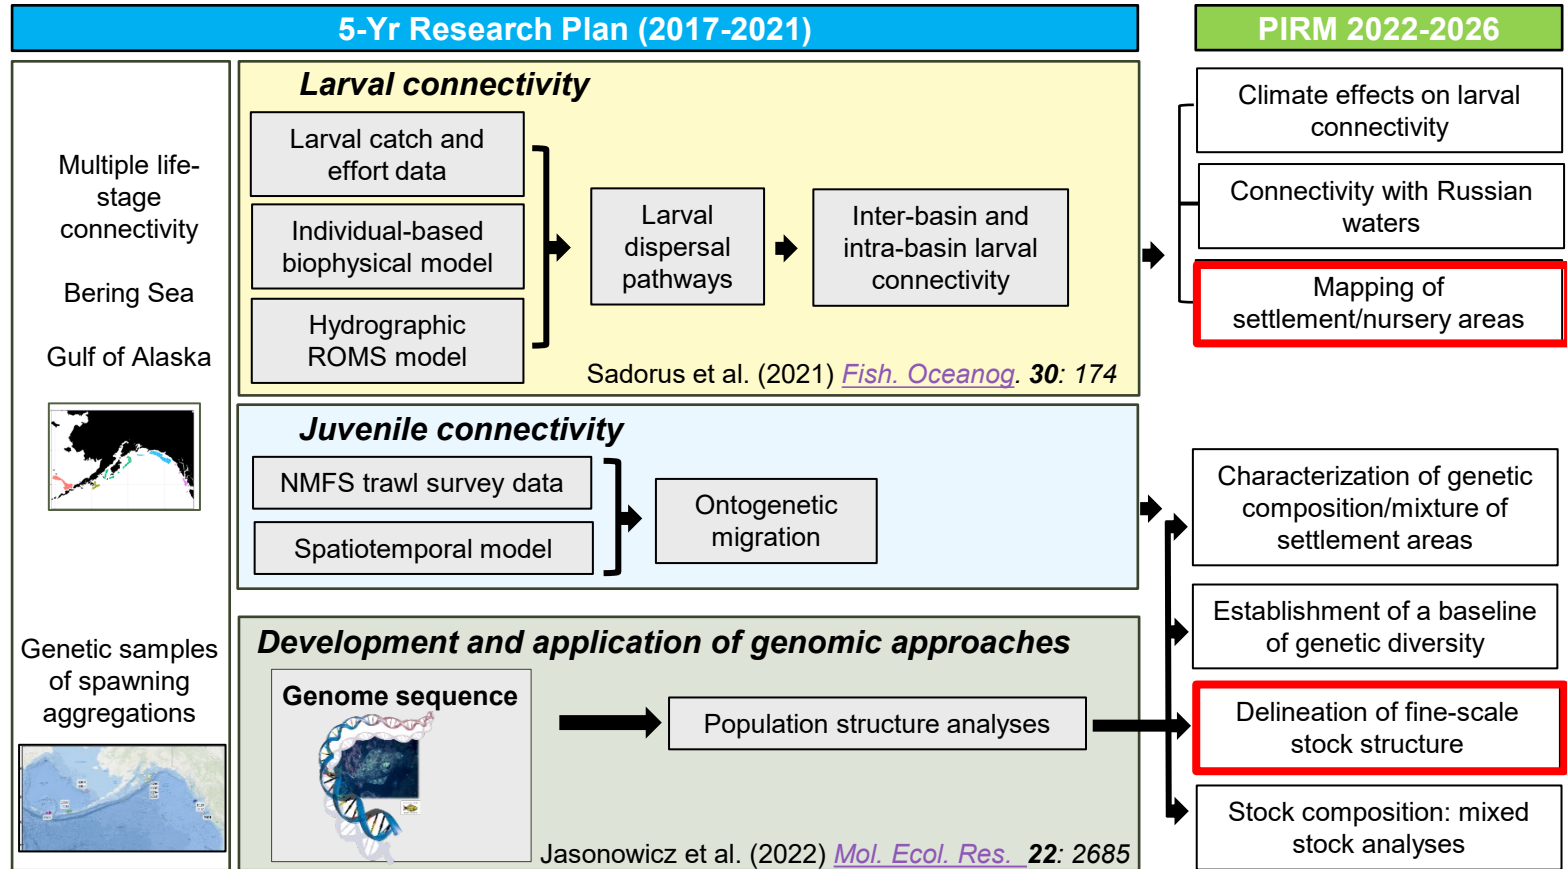 5-Yr Research Plan (2017-2021)
PIRM 2022-2026
Multiple life-
stage
connectivity
Bering Sea
Gulf of Alaska
Genetic samples
of spawning
aggregations
Larval connectivity
Larval catch and
effort data
Individual-based
biophysical model
Hydrographic
ROMS model
Larval
dispersal
pathways
Inter-basin and
intra-basin larval
connectivity
Sadorus et al. (2021) Fish. Oceanog. 30: 174
Juvenile connectivity
NMFS trawl survey data
Spatiotemporal model
Ontogenetic
migration
Development and application of genomic approaches
Genome sequence
Population structure analyses
Jasonowicz et al. (2022) Mol. Ecol. Res. 22: 2685
Climate effects on larval
connectivity
Connectivity with Russian
waters
Mapping of
settlement/nursery areas
Characterization of genetic
composition/mixture of
settlement areas
Establishment of a baseline
of genetic diversity
Delineation of fine-scale
stock structure
Stock composition: mixed
stock analyses